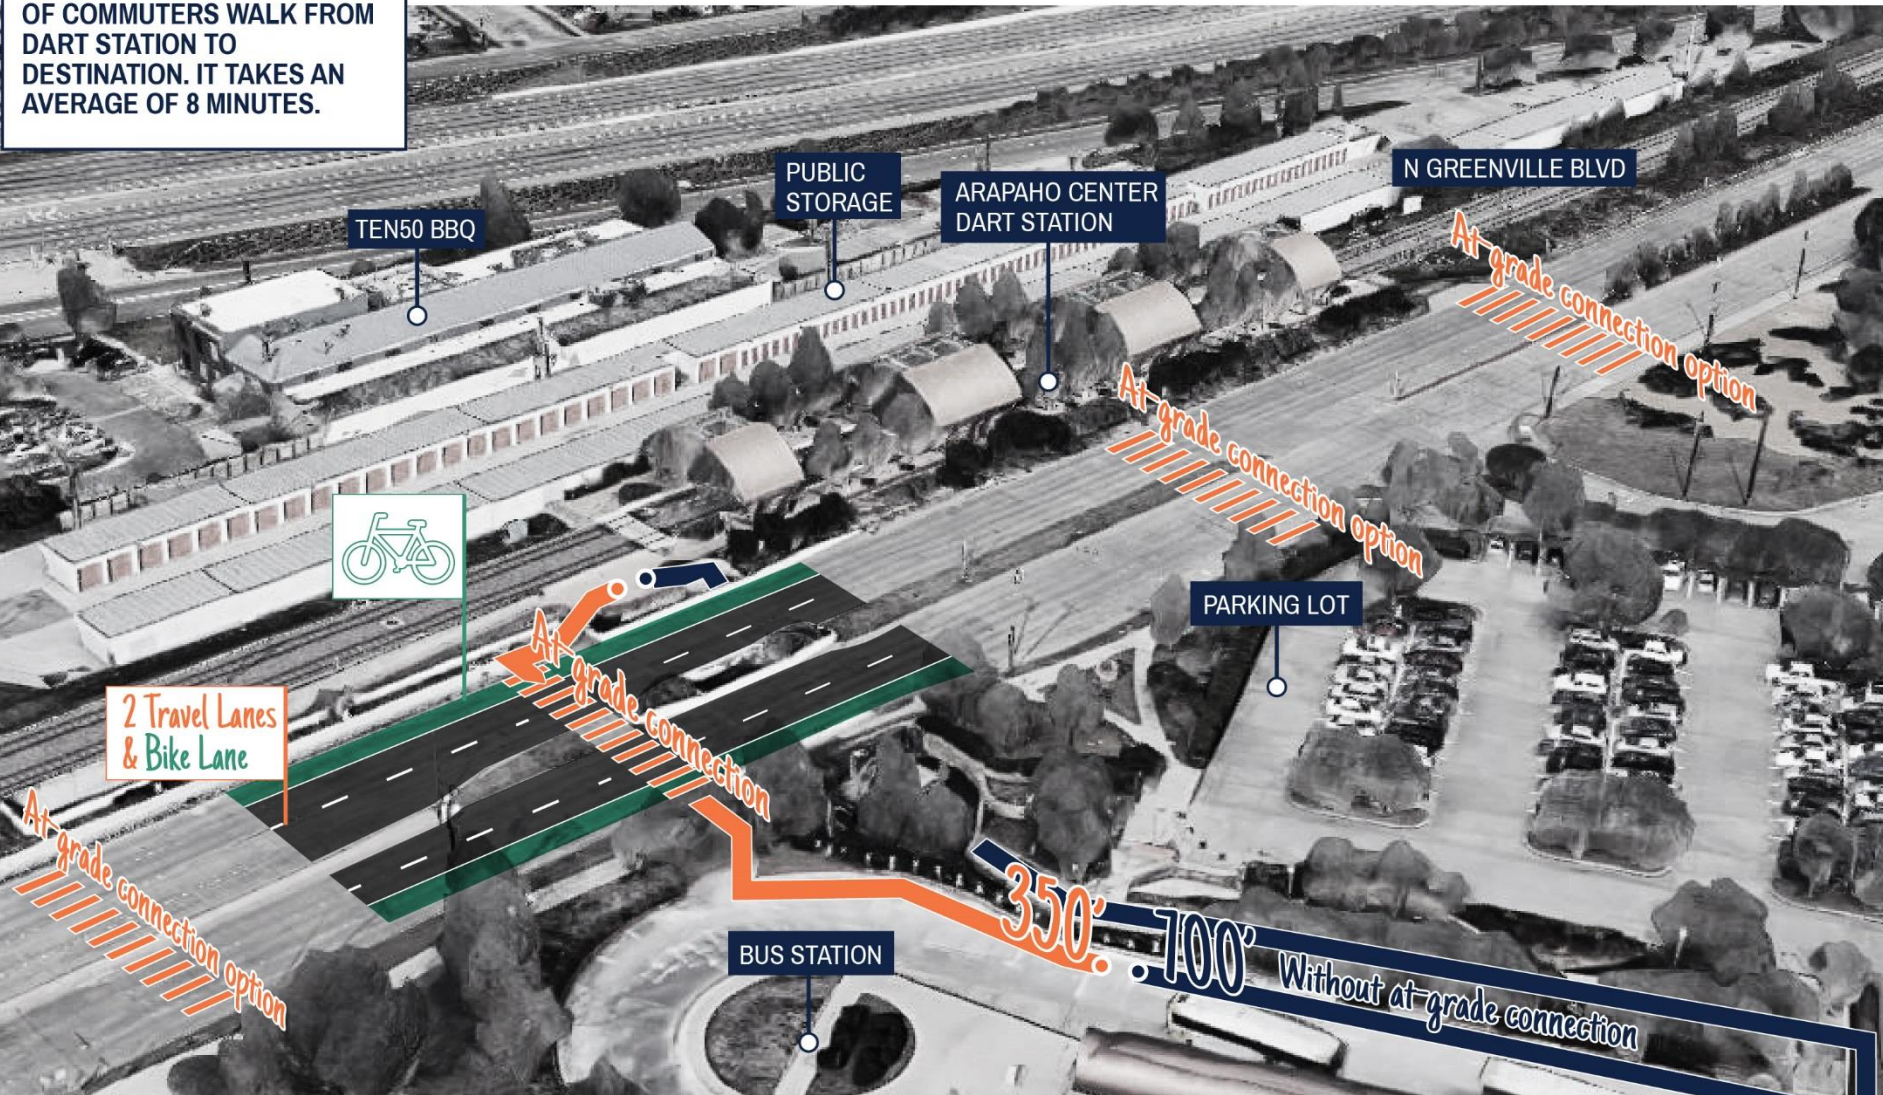 OF COMMUTERS WALK FROM
DART STATION TO
DESTINATION. IT TAKES AN
AVERAGE OF 8 MINUTES.
PUBLIC
STORAGE
N GREENVILLE BLVD
ARAPAHO CENTER
DART STATION
TEN50 BBQ
At-grade connection option
At-grade connection option
PARKING LOT
At-grade connection
2 Travel Lanes
& Bike Lane
At-grade connection option
350'
700'
Without at-grade connection
BUS STATION